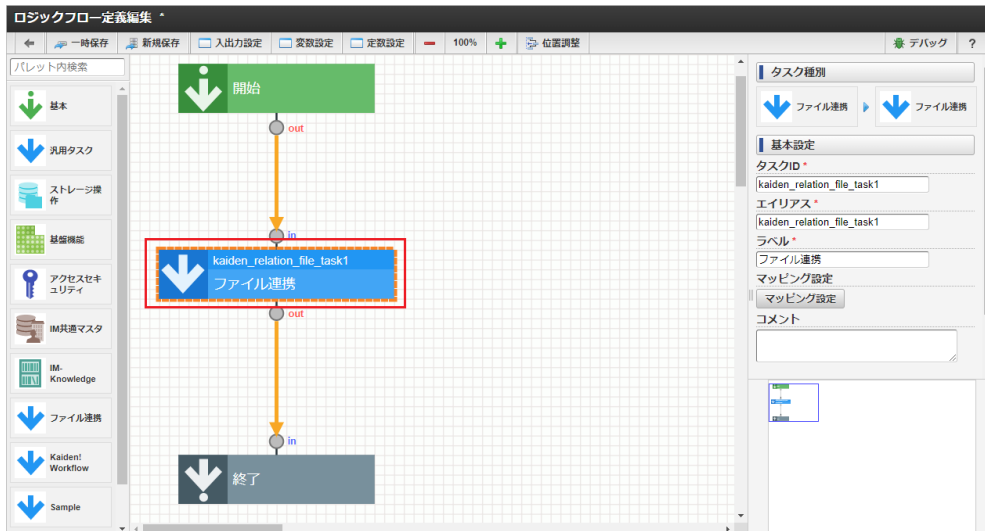 ロジックフロー定義編集 *
一時保存 新規保存 入出力設定 変数設定 定数設定 100% 位置調整 デバッグ ?
パレット内検索
基本
汎用タスク
ストレージ操
作
基盤機能
アクセスセキ
ュリティ
IM共通マスタ
IM-
Knowledge
ファイル連携
Kaiden!
Workflow
Sample
開始
out
in
kaiden_relation_file_task1
ファイル連携
out
in
終了
タスク種別
ファイル連携 ファイル連携
基本設定
タスクID *
kaiden_relation_file_task1
エイリアス *
kaiden_relation_file_task1
ラベル *
ファイル連携
マッピング設定
マッピング設定
コメント